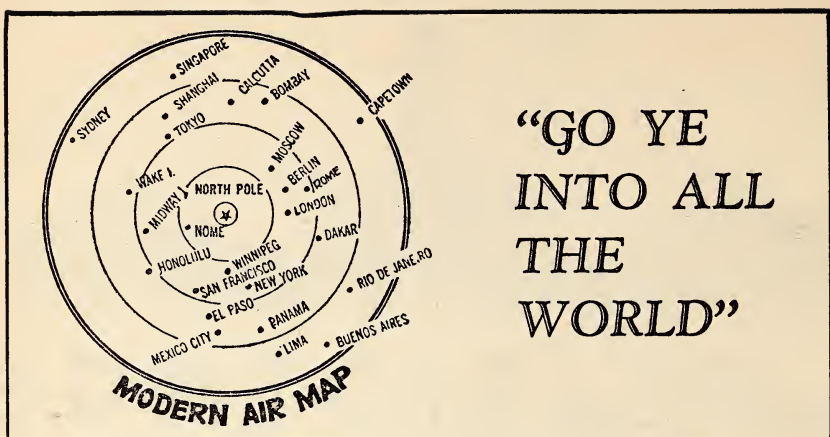 SINGAPORE
SHANGHAI
CALCUTTA
BOMBAY
CAPETOWN
SYDNEY
TOKYO
MOSCOW
BERLIN
ROME
WAKE I.
MIDWAY I.
NORTH POLE
LONDON
NOME
DAKAR
HONOLULU
WINNIPEG
SAN FRANCISCO
NEW YORK
RIO DE JANEIRO
EL PASO
PANAMA
MEXICO CITY
LIMA
BUENOS AIRES
MODERN AIR MAP
“GO YE
INTO ALL
THE
WORLD”